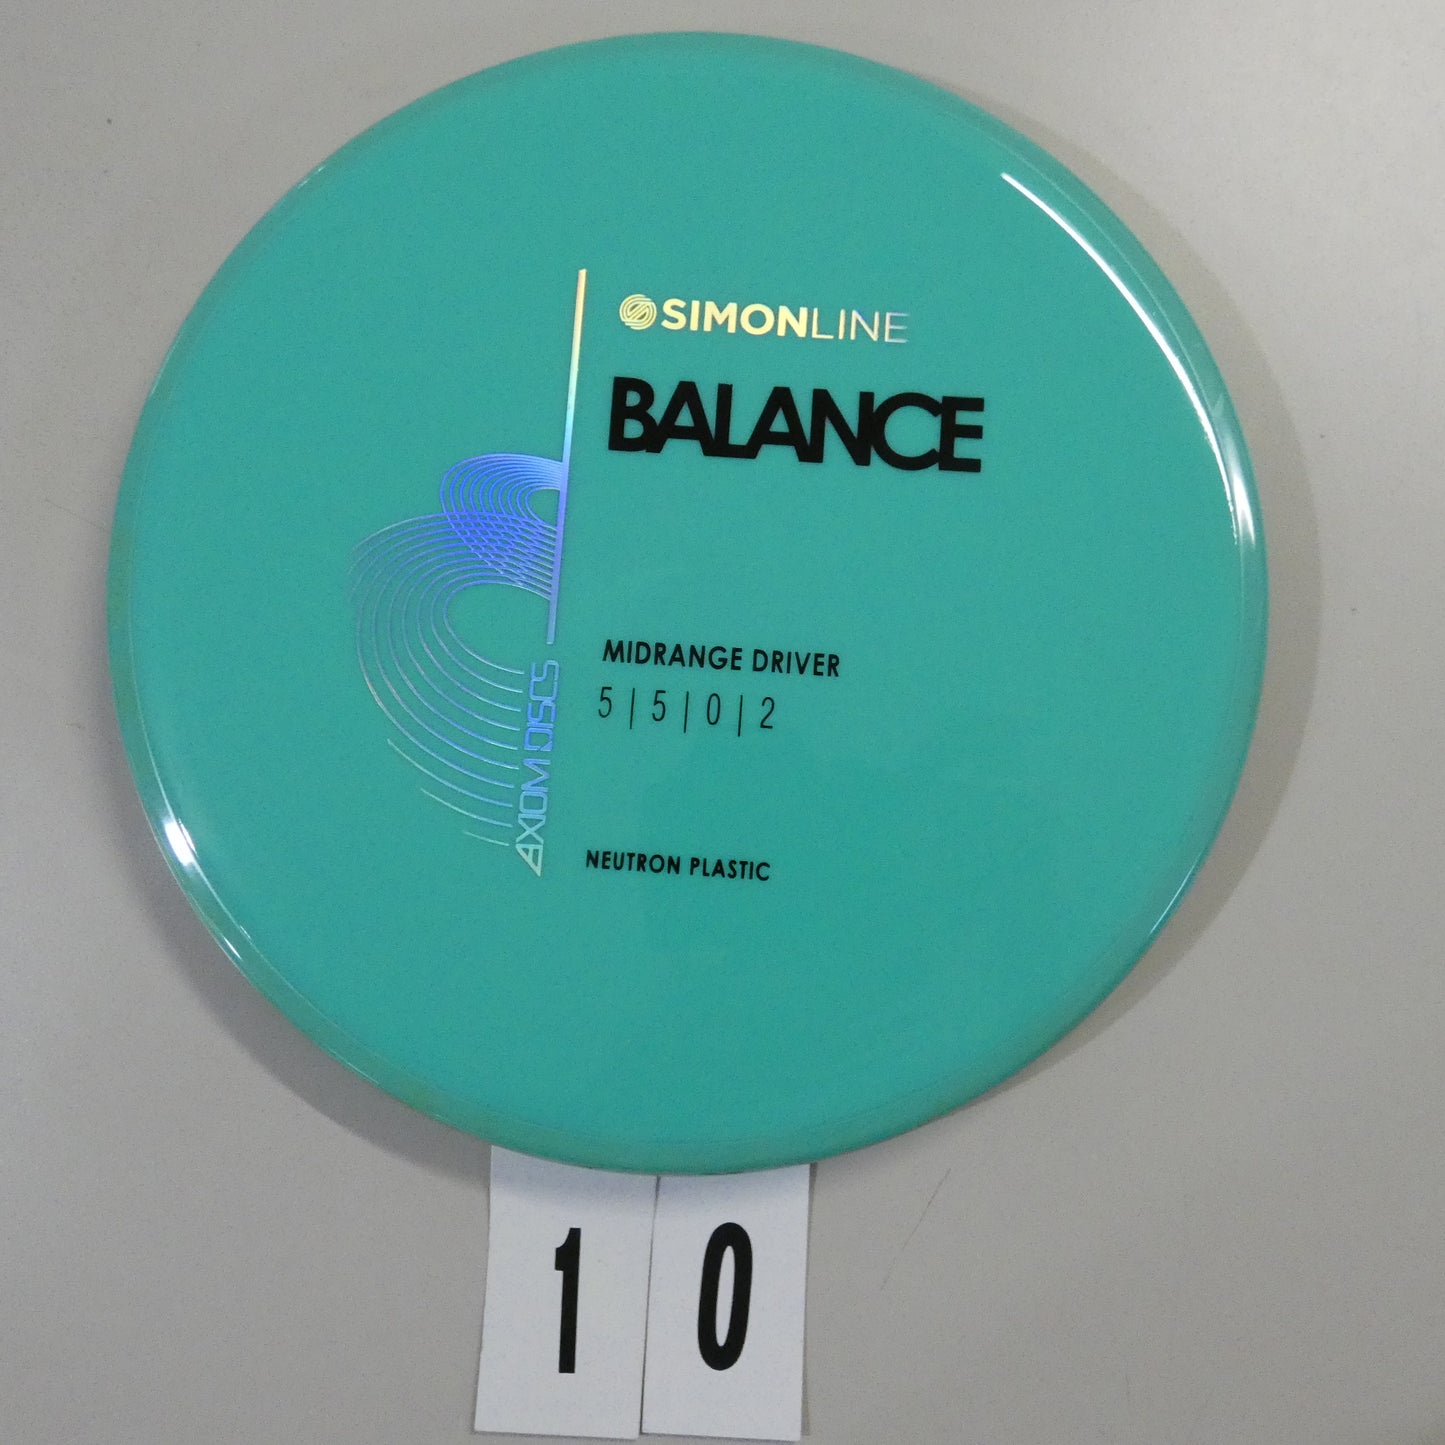 SIMONLINE
BALANCE
MIDRANGE DRIVER
5 | 5 | 0 | 2
AXIOM DISCS
NEUTRON PLASTIC
1 0